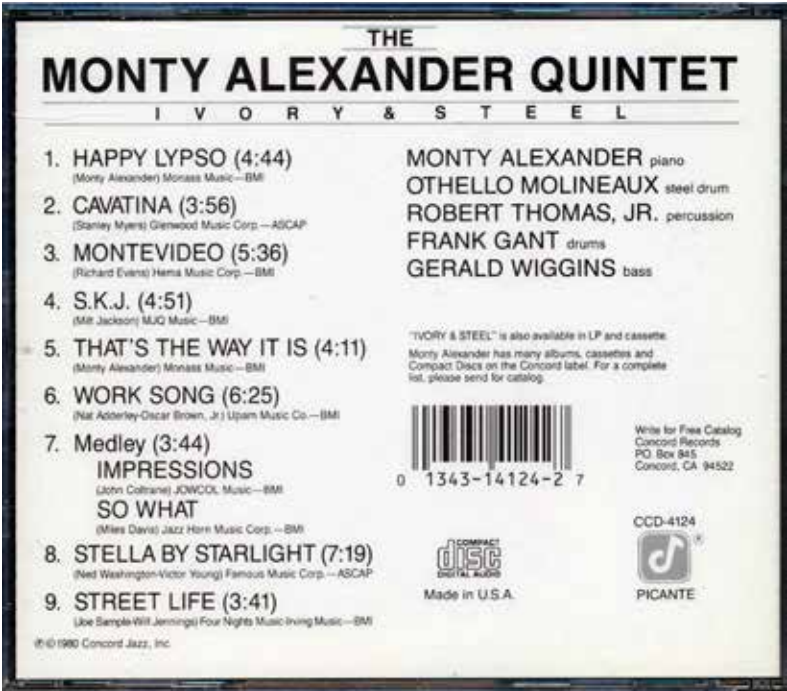 THE
MONTY ALEXANDER QUINTET
IVORY & STEEL
1. HAPPY LYPSO (4:44)
(Monty Alexander) Monass Music—BMI
2. CAVATINA (3:56)
(Stanley Myers) Glenwood Music Corp.—ASCAP
3. MONTEVIDEO (5:36)
(Richard Evans) Hema Music Corp.—BMI
4. S.K.J. (4:51)
(Milt Jackson) MJQ Music—BMI
5. THAT'S THE WAY IT IS (4:11)
(Monty Alexander) Monass Music—BMI
6. WORK SONG (6:25)
(Nat Adderley-Oscar Brown, Jr.) Upam Music Co.—BMI
7. Medley (3:44)
IMPRESSIONS
(John Coltrane) JOWCOL Music—BMI
SO WHAT
(Miles Davis) Jazz Horn Music Corp.—BMI
8. STELLA BY STARLIGHT (7:19)
(Ned Washington-Victor Young) Famous Music Corp.—ASCAP
9. STREET LIFE (3:41)
(Joe Sample-Will Jennings) Four Nights Music-Irving Music—BMI
℗© 1980 Concord Jazz, Inc.
MONTY ALEXANDER piano
OTHELLO MOLINEAUX steel drum
ROBERT THOMAS, JR. percussion
FRANK GANT drums
GERALD WIGGINS bass
"IVORY & STEEL" is also available in LP and cassette.
Monty Alexander has many albums, cassettes and
Compact Discs on the Concord label. For a complete
list, please send for catalog.
0 1343-14124-2 7
Write for Free Catalog
Concord Records
P.O. Box 845
Concord, CA 94522
COMPACT
disc
DIGITAL AUDIO
Made in U.S.A.
CCD-4124
®
PICANTE